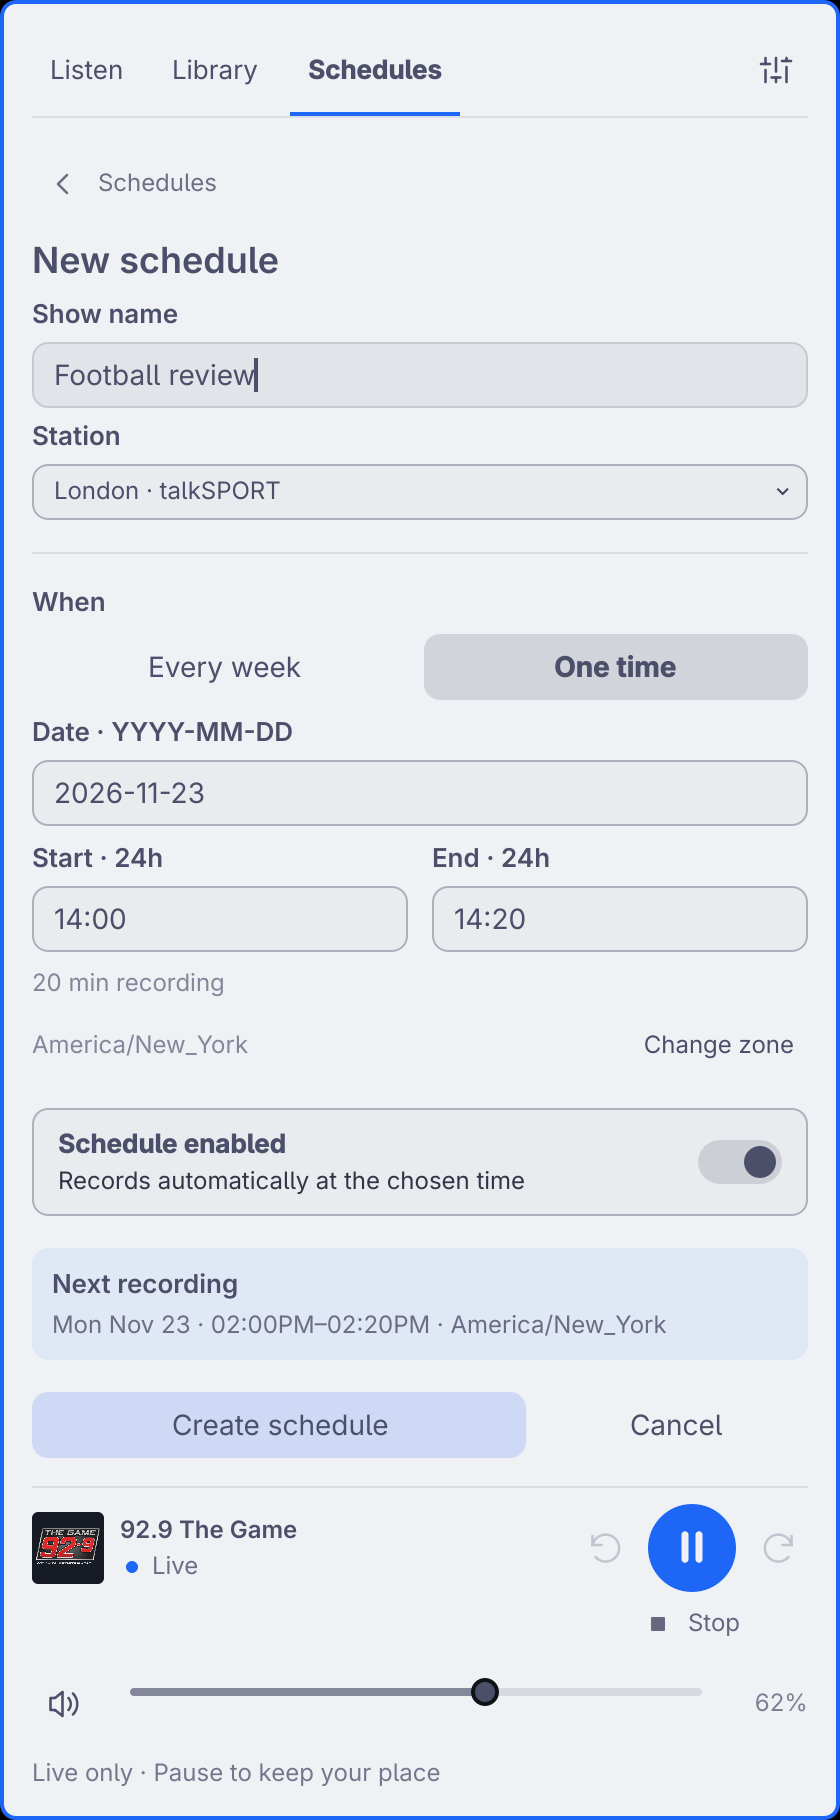 Listen Library Schedules
Schedules
New schedule
Show name
Football review
Station
London · talkSPORT
When
Every week One time
Date · YYYY-MM-DD
2026-11-23
Start · 24h End · 24h
14:00 14:20
20 min recording
America/New_York Change zone
Schedule enabled
Records automatically at the chosen time
Next recording
Mon Nov 23 · 02:00PM–02:20PM · America/New_York
Create schedule Cancel
THE GAME
92.9
92.9 The Game
Live
Stop
62%
Live only · Pause to keep your place